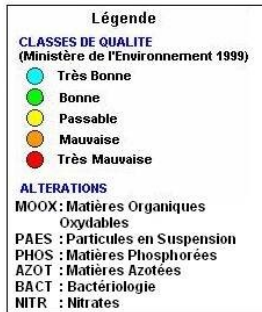 Légende
CLASSES DE QUALITE
(Ministère de l'Environnement 1999)
Très Bonne
Bonne
Passable
Mauvaise
Très Mauvaise
ALTERATIONS
MOOX : Matières Organiques
Oxydables
PAES : Particules en Suspension
PHOS : Matières Phosphorées
AZOT : Matières Azotées
BACT : Bactériologie
NITR : Nitrates